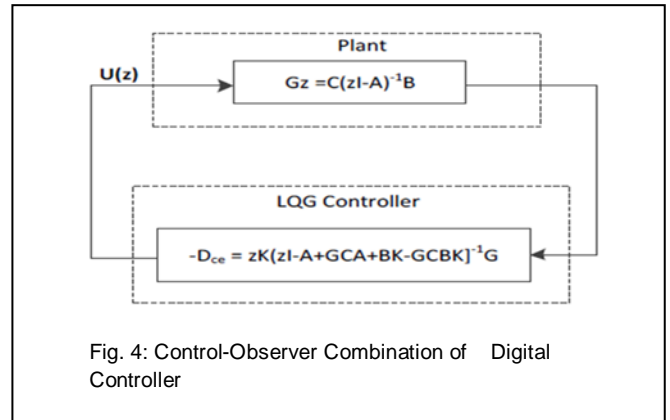 Plant
U(z)
Gz =C(zI-A)⁻¹B
LQG Controller
-Dce = zK(zI-A+GCA+BK-GCBK]⁻¹G
Fig. 4: Control-Observer Combination of Digital
Controller